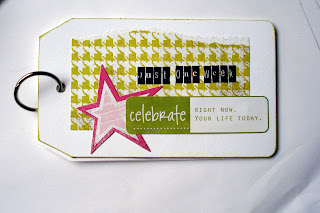 Just One Week
celebrate
RIGHT NOW.
YOUR LIFE TODAY.